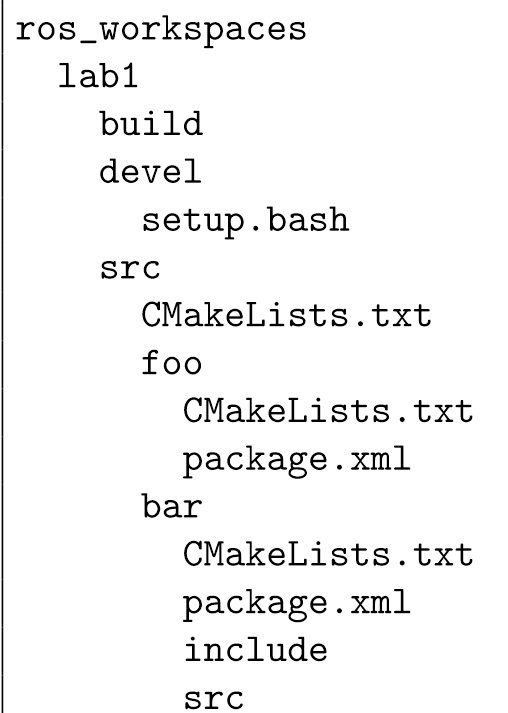 ros_workspaces
lab1
build
devel
setup.bash
src
CMakeLists.txt
foo
CMakeLists.txt
package.xml
bar
CMakeLists.txt
package.xml
include
src